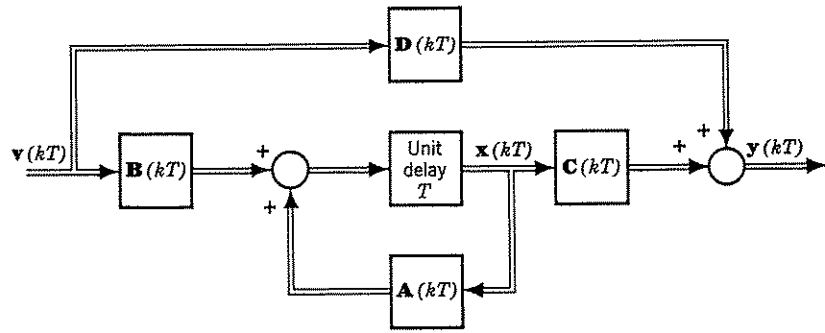 D(kT)
v(kT)
B(kT)
+
+
Unit
delay
T
x(kT)
C(kT)
+
+
y(kT)
A(kT)